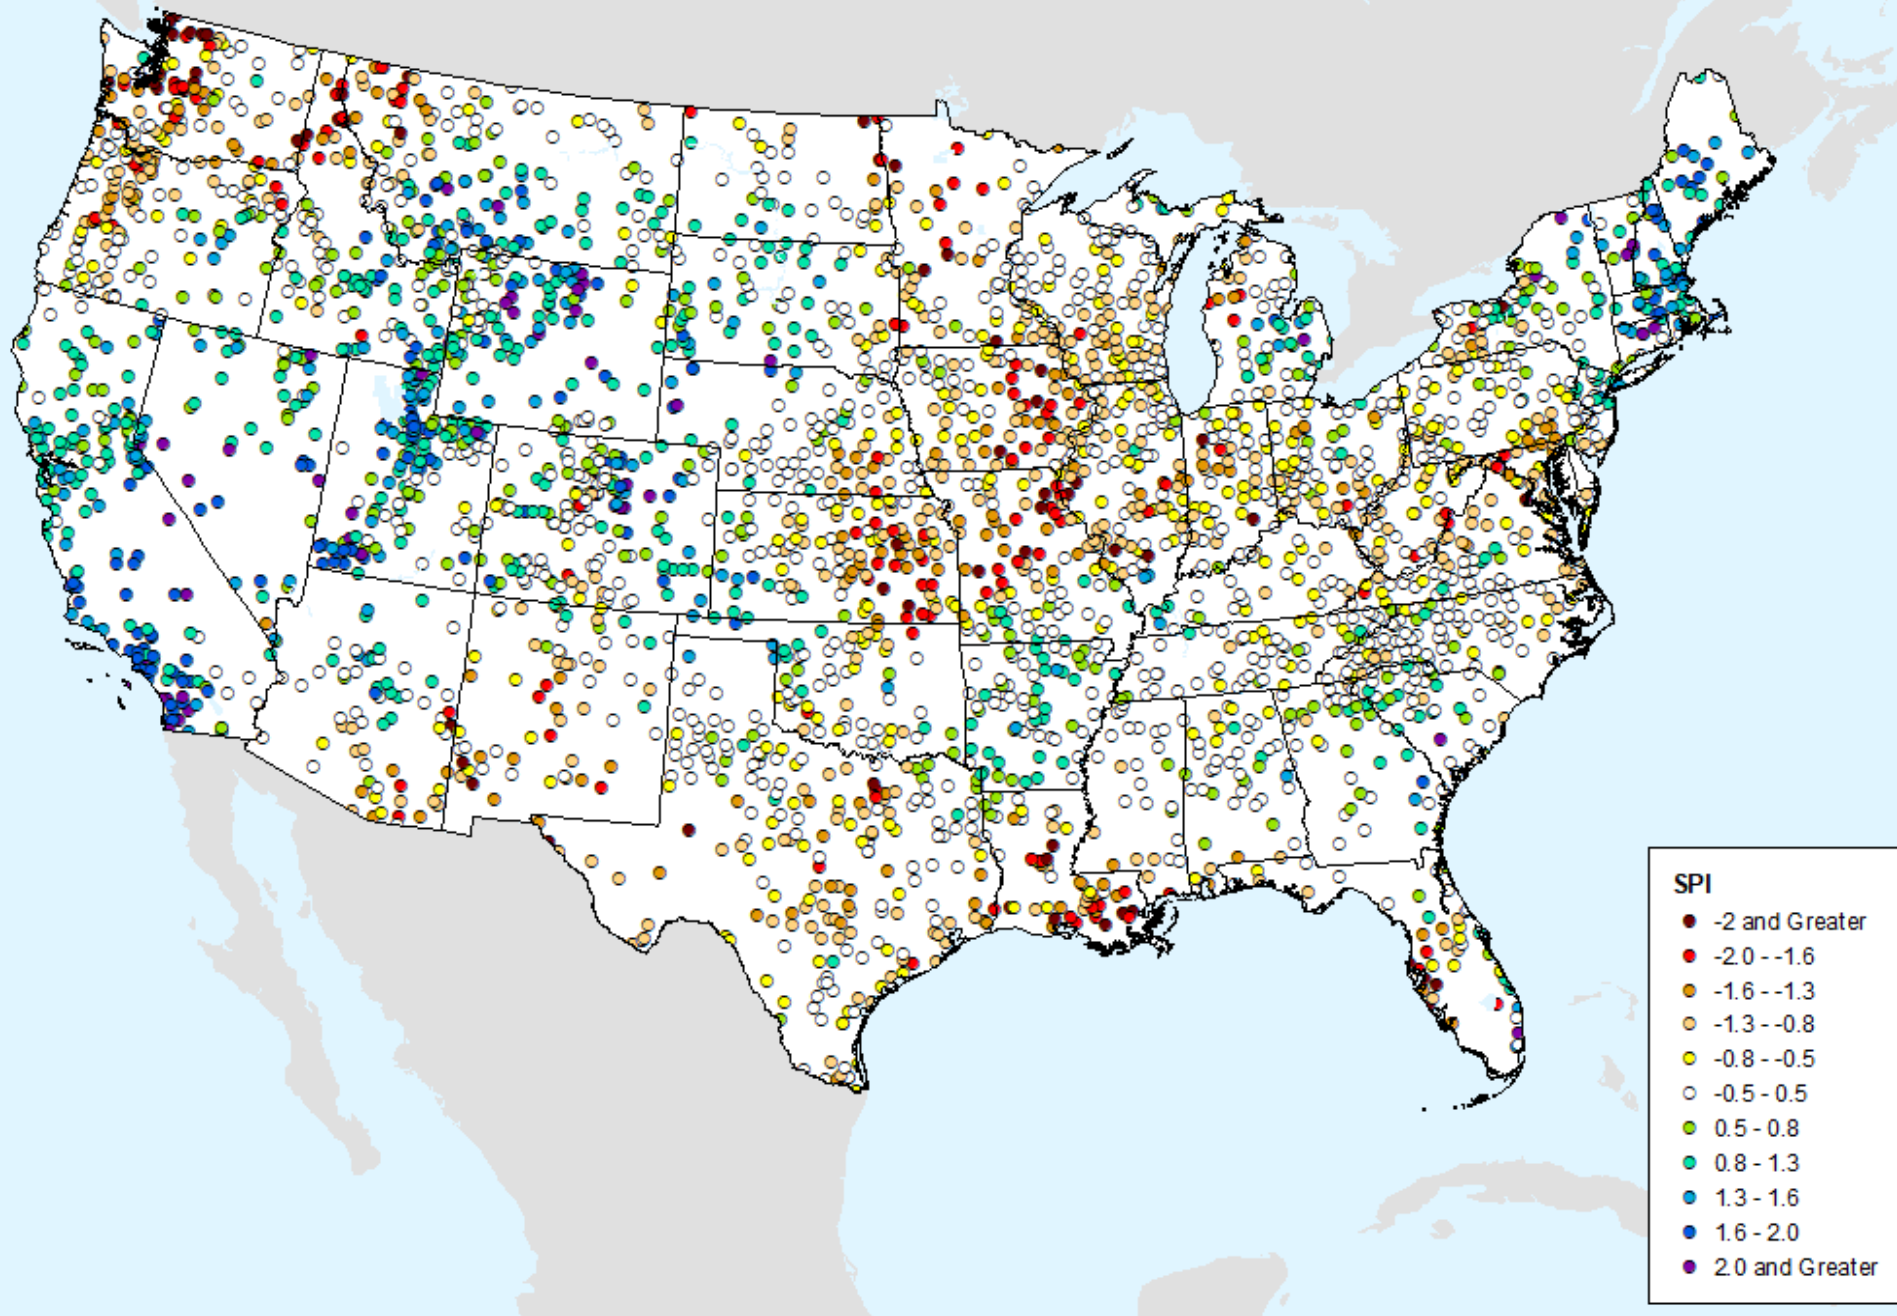 SPI
-2 and Greater
-2.0 - -1.6
-1.6 - -1.3
-1.3 - -0.8
-0.8 - -0.5
-0.5 - 0.5
0.5 - 0.8
0.8 - 1.3
1.3 - 1.6
1.6 - 2.0
2.0 and Greater